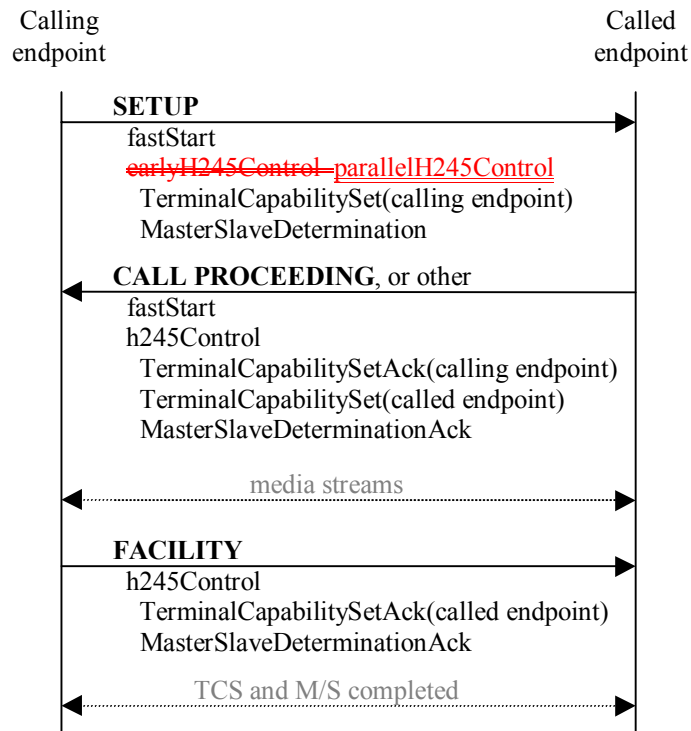 Calling
endpoint
Called
endpoint
SETUP
fastStart
earlyH245Control parallelH245Control
TerminalCapabilitySet(calling endpoint)
MasterSlaveDetermination
CALL PROCEEDING, or other
fastStart
h245Control
TerminalCapabilitySetAck(calling endpoint)
TerminalCapabilitySet(called endpoint)
MasterSlaveDeterminationAck
media streams
FACILITY
h245Control
TerminalCapabilitySetAck(called endpoint)
MasterSlaveDeterminationAck
TCS and M/S completed